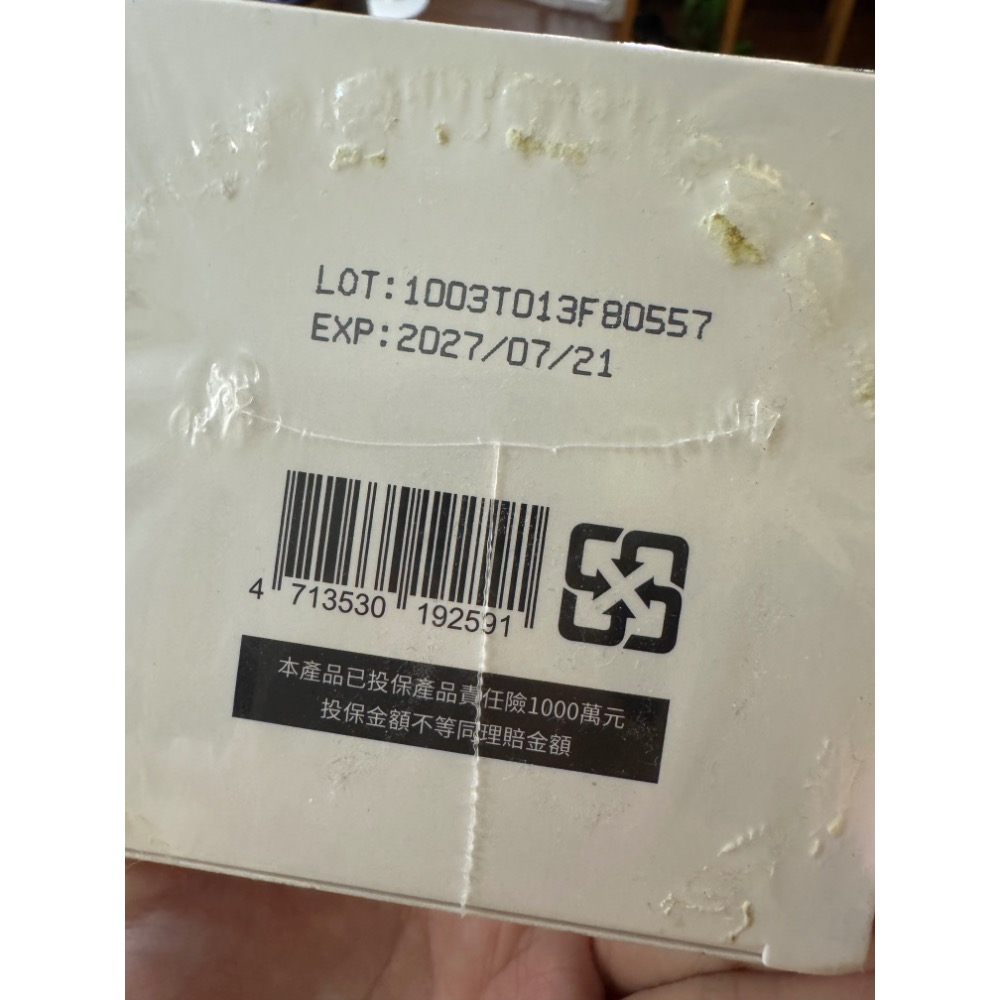 LOT:1003T013F80557
EXP:2027/07/21
4 713530 192591
本產品已投保產品責任險1000萬元
投保金額不等同理賠金額